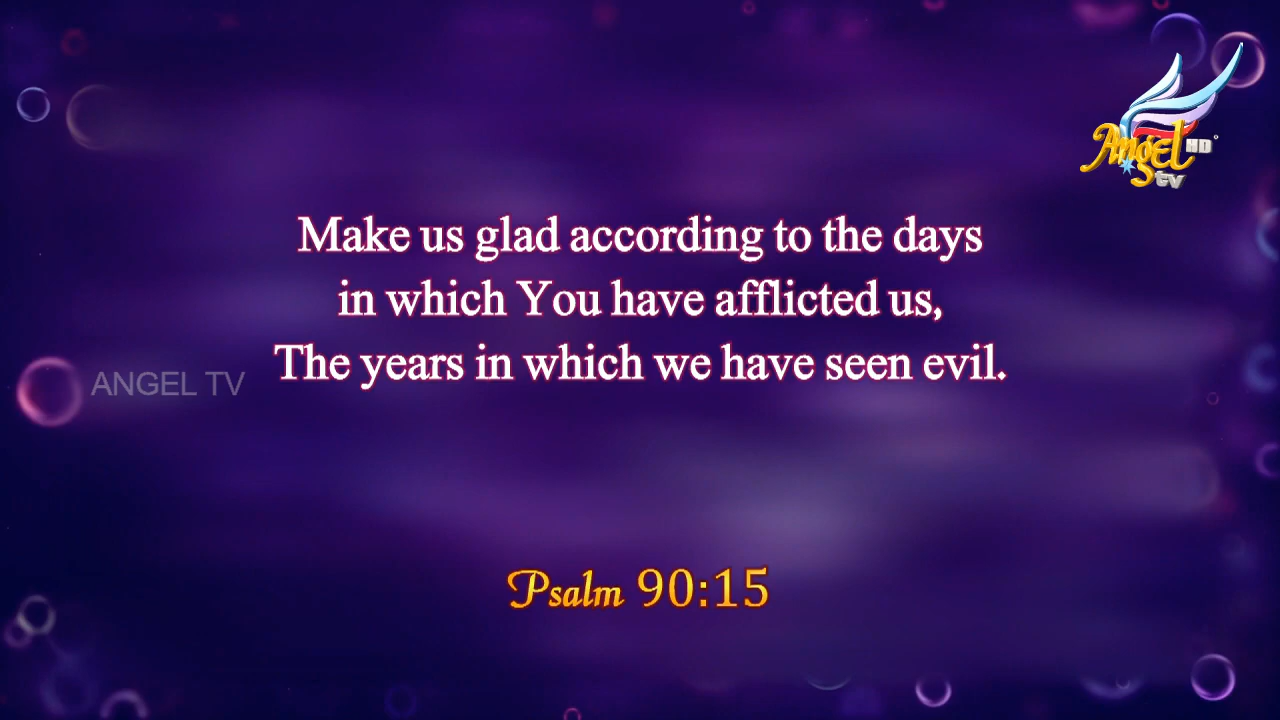 Angel HD
tv
Make us glad according to the days
in which You have afflicted us,
The years in which we have seen evil.
ANGEL TV
Psalm 90:15